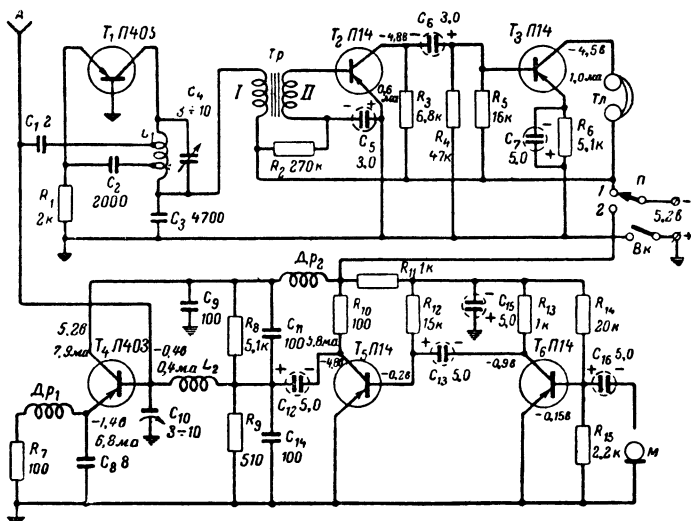 А
Т1 П403
С1 2
С2
2000
R1
2к
L1
С4
3÷10
С3 4700
Тр
I
II
R2 270к
Т2 П14
-4,8в
0,6
ма
С5
3,0
С6 3,0
R3
6,8к
R4
47к
R5
16к
Т3 П14
-4,5в
1,0ма
С7
5,0
R6
5,1к
Тл
1
2
П
5,2в
Вк
Др2
С9
100
R8
5,1к
С11
100
R10
100
R11 1к
R12
15к
С15
5,0
R13
1к
R14
20к
5,2в
7,9ма
Т4 П403
-0,4в
0,4ма
L2
5,8ма
-4,8в
Т5 П14
-0,2в
С13 5,0
-0,9в
Т6 П14
С16 5,0
Др1
R7
100
-1,4в
6,8ма
С8 8
С10
3÷10
R9
510
С12 5,0
С14
100
-0,15в
R15
2,2к
М